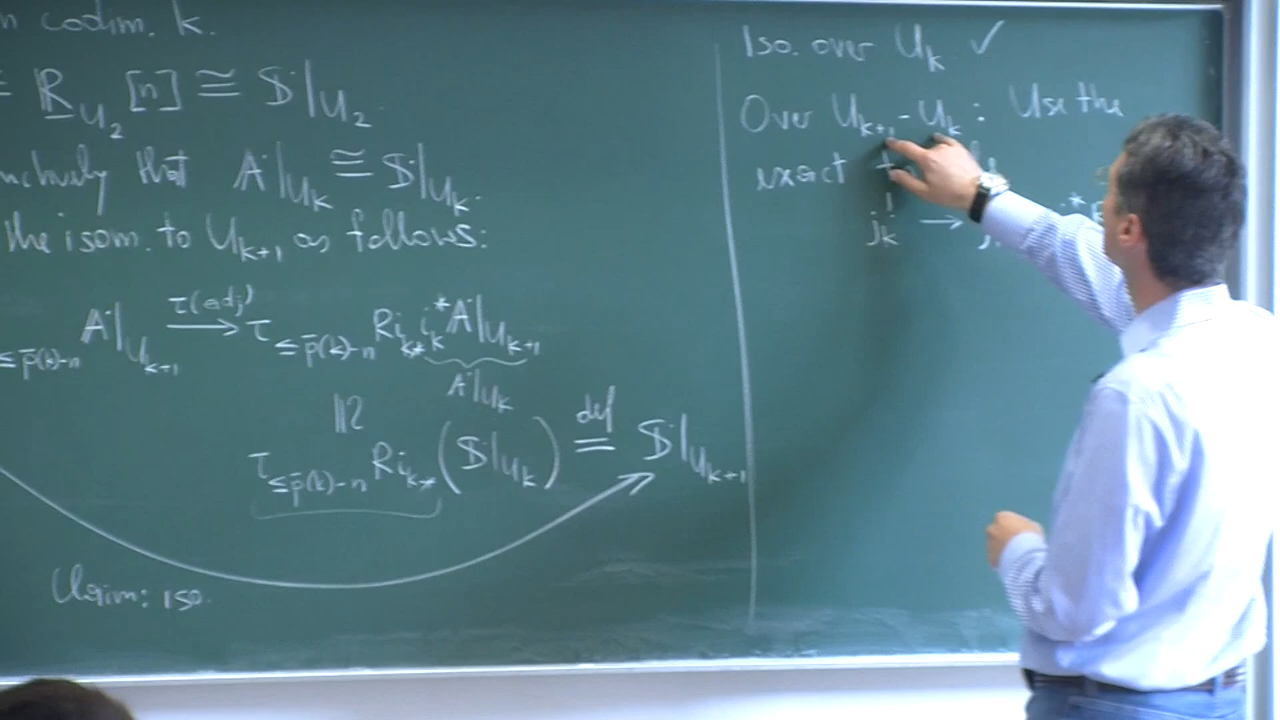 n codim. k.
≅ R_{U_2} [n] ≅ S^•|_{U_2}.
nctively that A^•|_{U_k} ≅ S^•|_{U_k}.
the isom. to U_{k+1} as follows:
≤p̄(k)-n A^•|_{U_{k+1}} —τ(adj)→ τ_{≤p̄(k)-n} Ri_{k*} i_k^* A^•|_{U_{k+1}}
A^•|_{U_k}
τ_{≤p̄(k)-n} Ri_{k*} (S^•|_{U_k}) =^{def} S^•|_{U_{k+1}}
Claim: iso.
Iso. over U_k ✓
Over U_{k+1} - U_k : Use the
exact
j_k^! →